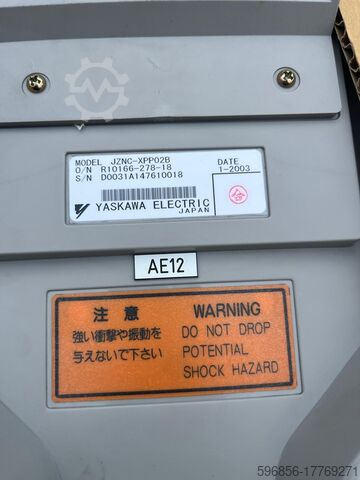 MODEL JZNC-XPP02B
O/N R10166-278-18
S/N D0031A147610018
DATE
1-2003
合
YASKAWA ELECTRIC
JAPAN
AE12
注意
強い衝撃や振動を
与えないで下さい
WARNING
DO NOT DROP
POTENTIAL
SHOCK HAZARD
596856-17769271